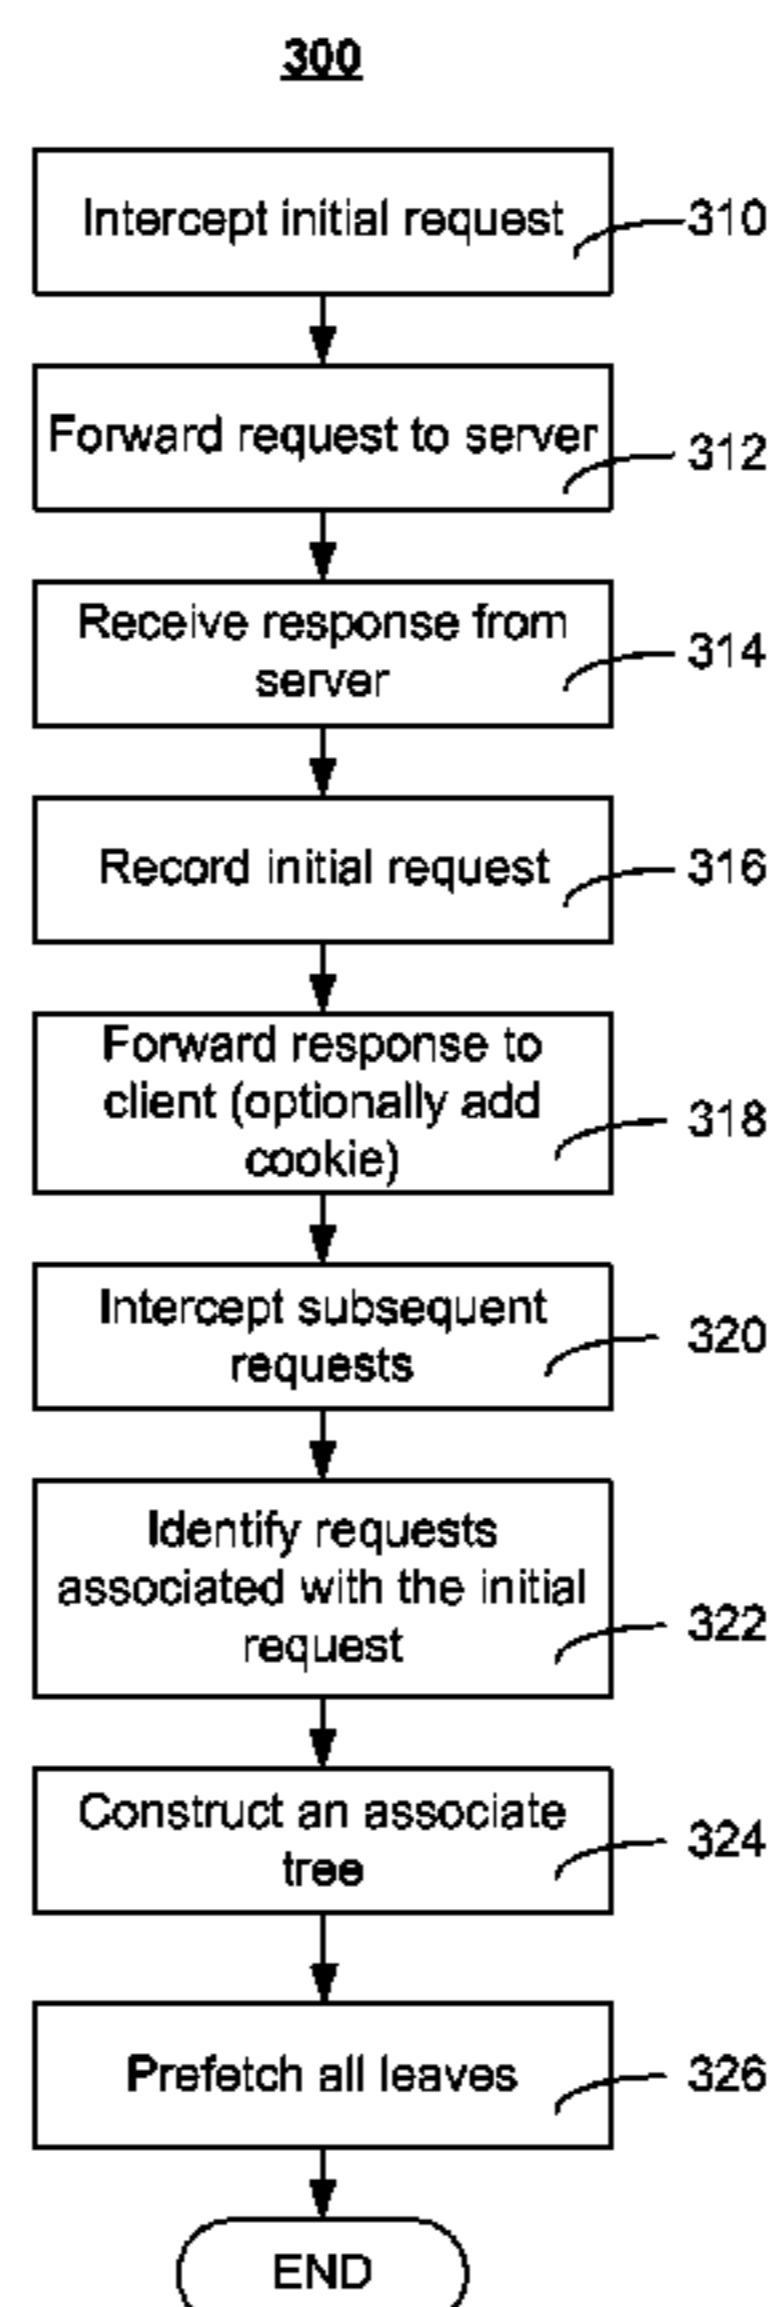 300
Intercept initial request
310
Forward request to server
312
Receive response from
server
314
Record initial request
316
Forward response to
client (optionally add
cookie)
318
Intercept subsequent
requests
320
Identify requests
associated with the initial
request
322
Construct an associate
tree
324
Prefetch all leaves
326
END